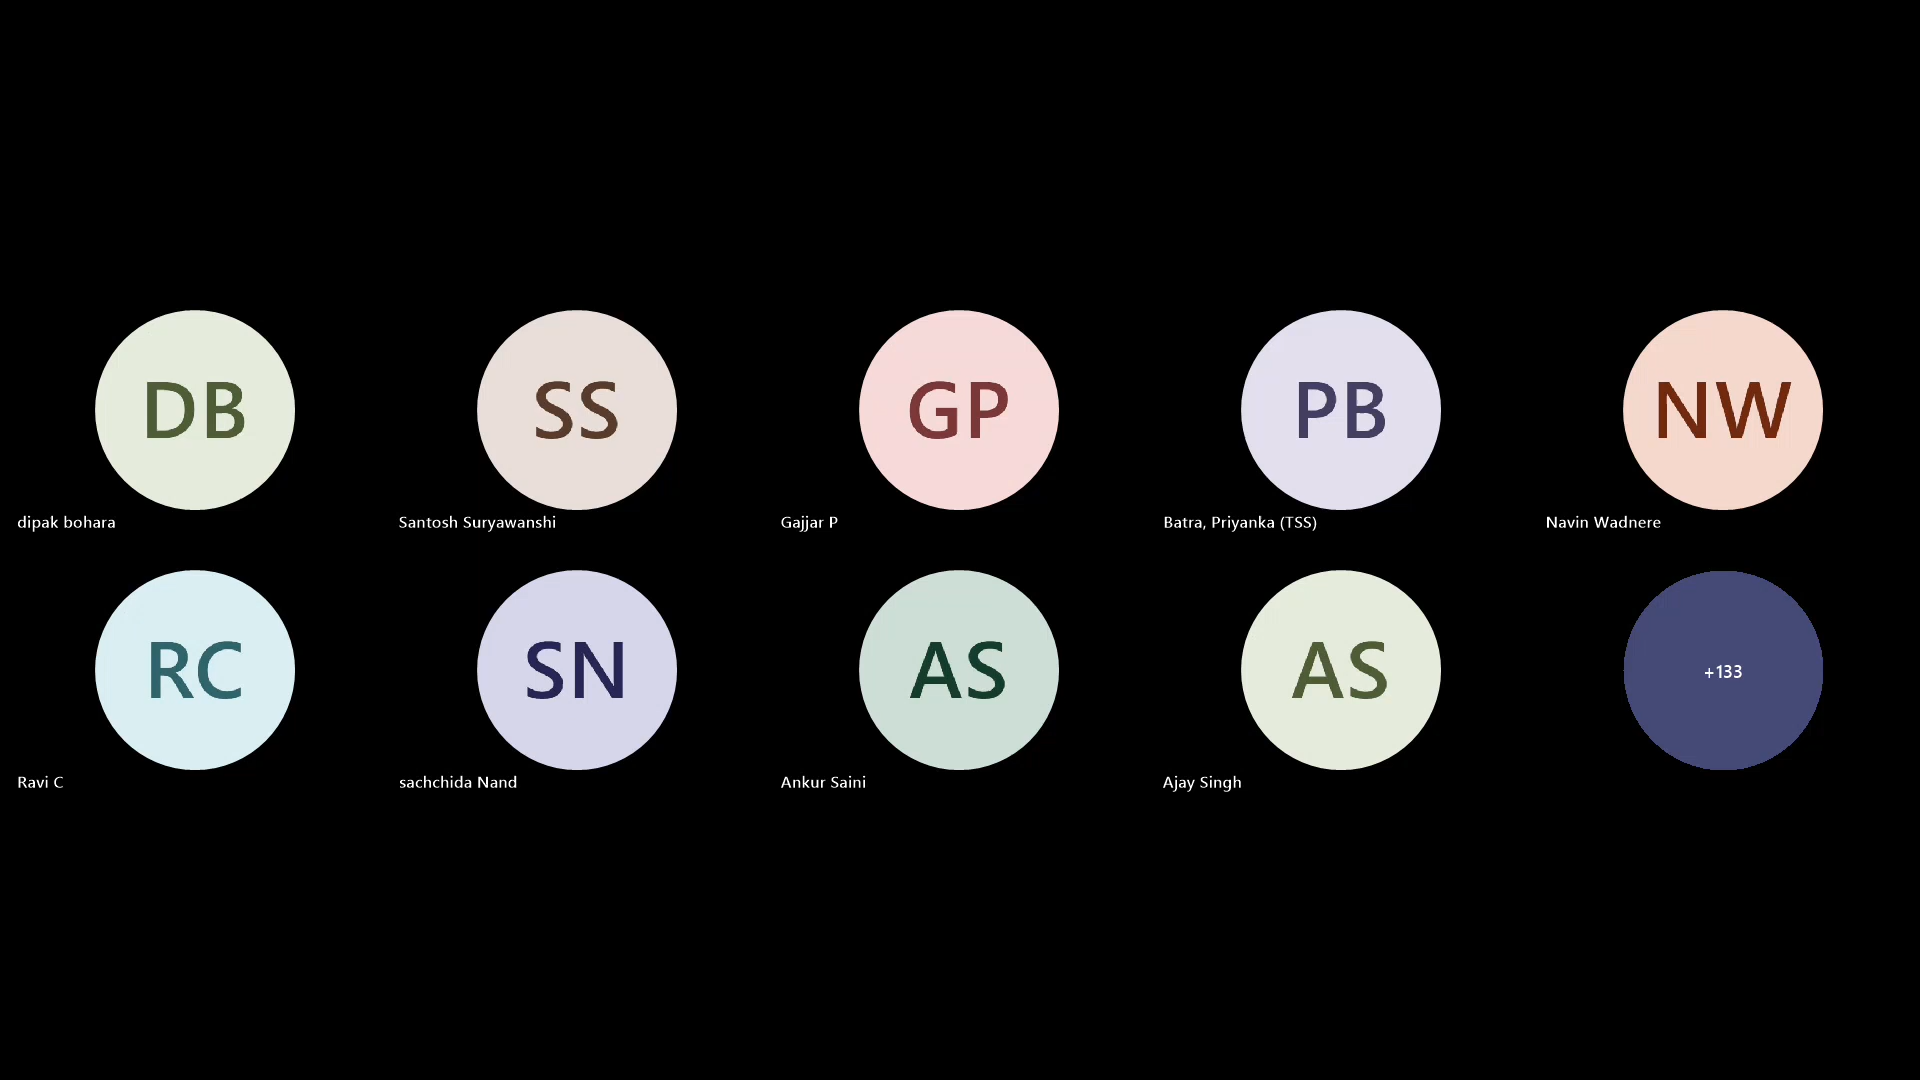 DB
SS
GP
PB
NW
dipak bohara
Santosh Suryawanshi
Gajjar P
Batra, Priyanka (TSS)
Navin Wadnere
RC
SN
AS
AS
+133
Ravi C
sachchida Nand
Ankur Saini
Ajay Singh